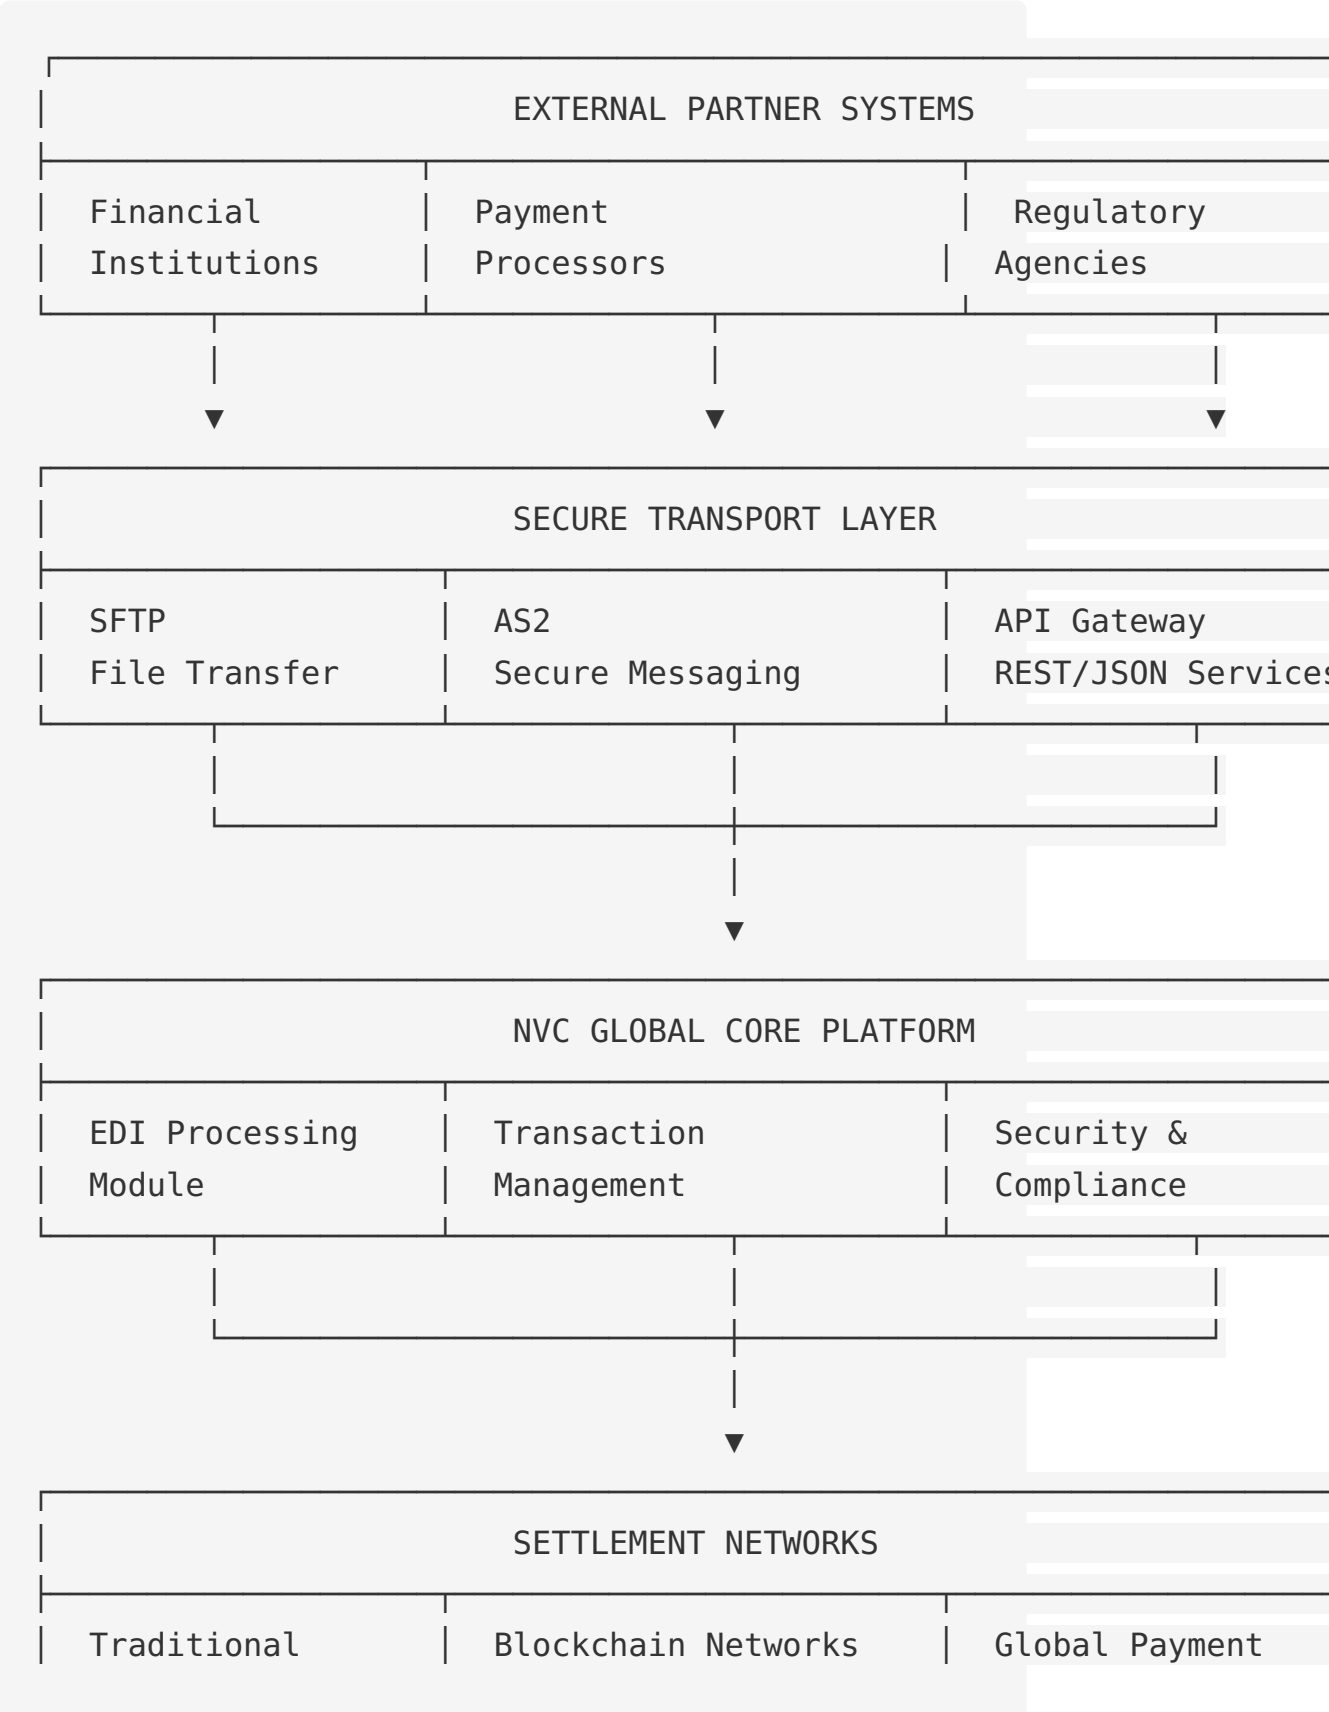 EXTERNAL PARTNER SYSTEMS
Financial Payment Regulatory
Institutions Processors Agencies
SECURE TRANSPORT LAYER
SFTP AS2 API Gateway
File Transfer Secure Messaging REST/JSON Services
NVC GLOBAL CORE PLATFORM
EDI Processing Transaction Security &
Module Management Compliance
SETTLEMENT NETWORKS
Traditional Blockchain Networks Global Payment